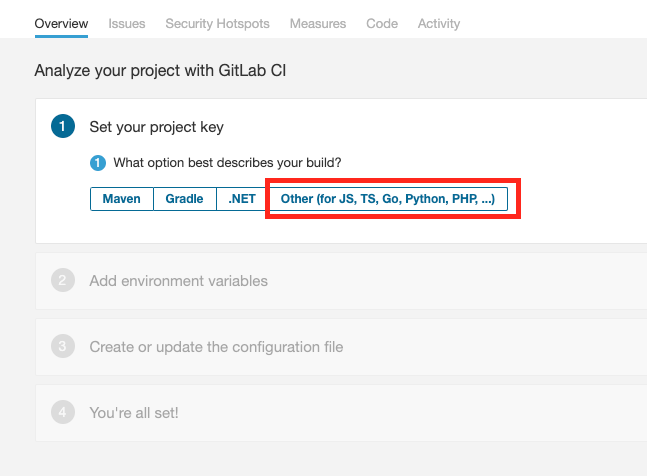 Overview Issues Security Hotspots Measures Code Activity
Analyze your project with GitLab CI
1 Set your project key
1 What option best describes your build?
Maven Gradle .NET Other (for JS, TS, Go, Python, PHP, ...)
2 Add environment variables
3 Create or update the configuration file
4 You're all set!